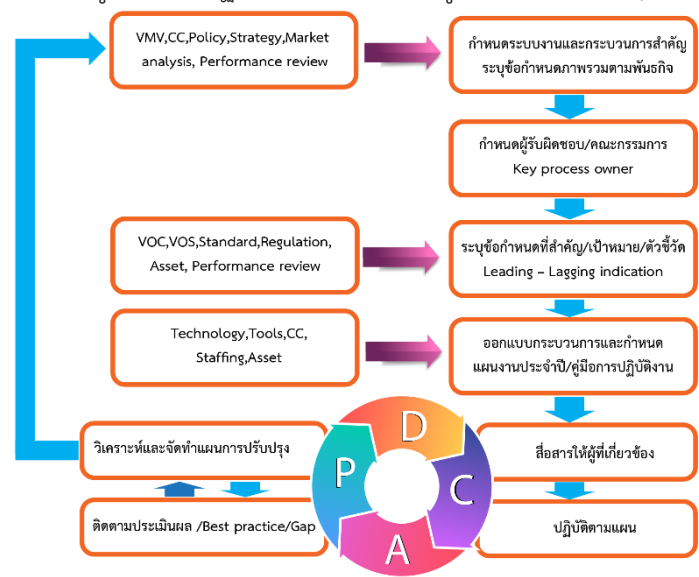 VMV,CC,Policy,Strategy,Market
analysis, Performance review
กำหนดระบบงานและกระบวนการสำคัญ
ระบุข้อกำหนดภาพรวมตามพันธกิจ
กำหนดผู้รับผิดชอบ/คณะกรรมการ
Key process owner
VOC,VOS,Standard,Regulation,
Asset, Performance review
ระบุข้อกำหนดที่สำคัญ/เป้าหมาย/ตัวชี้วัด
Leading – Lagging indication
Technology,Tools,CC,
Staffing,Asset
ออกแบบกระบวนการและกำหนด
แผนงานประจำปี/คู่มือการปฏิบัติงาน
วิเคราะห์และจัดทำแผนการปรับปรุง
D
P
C
A
สื่อสารให้ผู้ที่เกี่ยวข้อง
ติดตามประเมินผล /Best practice/Gap
ปฏิบัติตามแผน